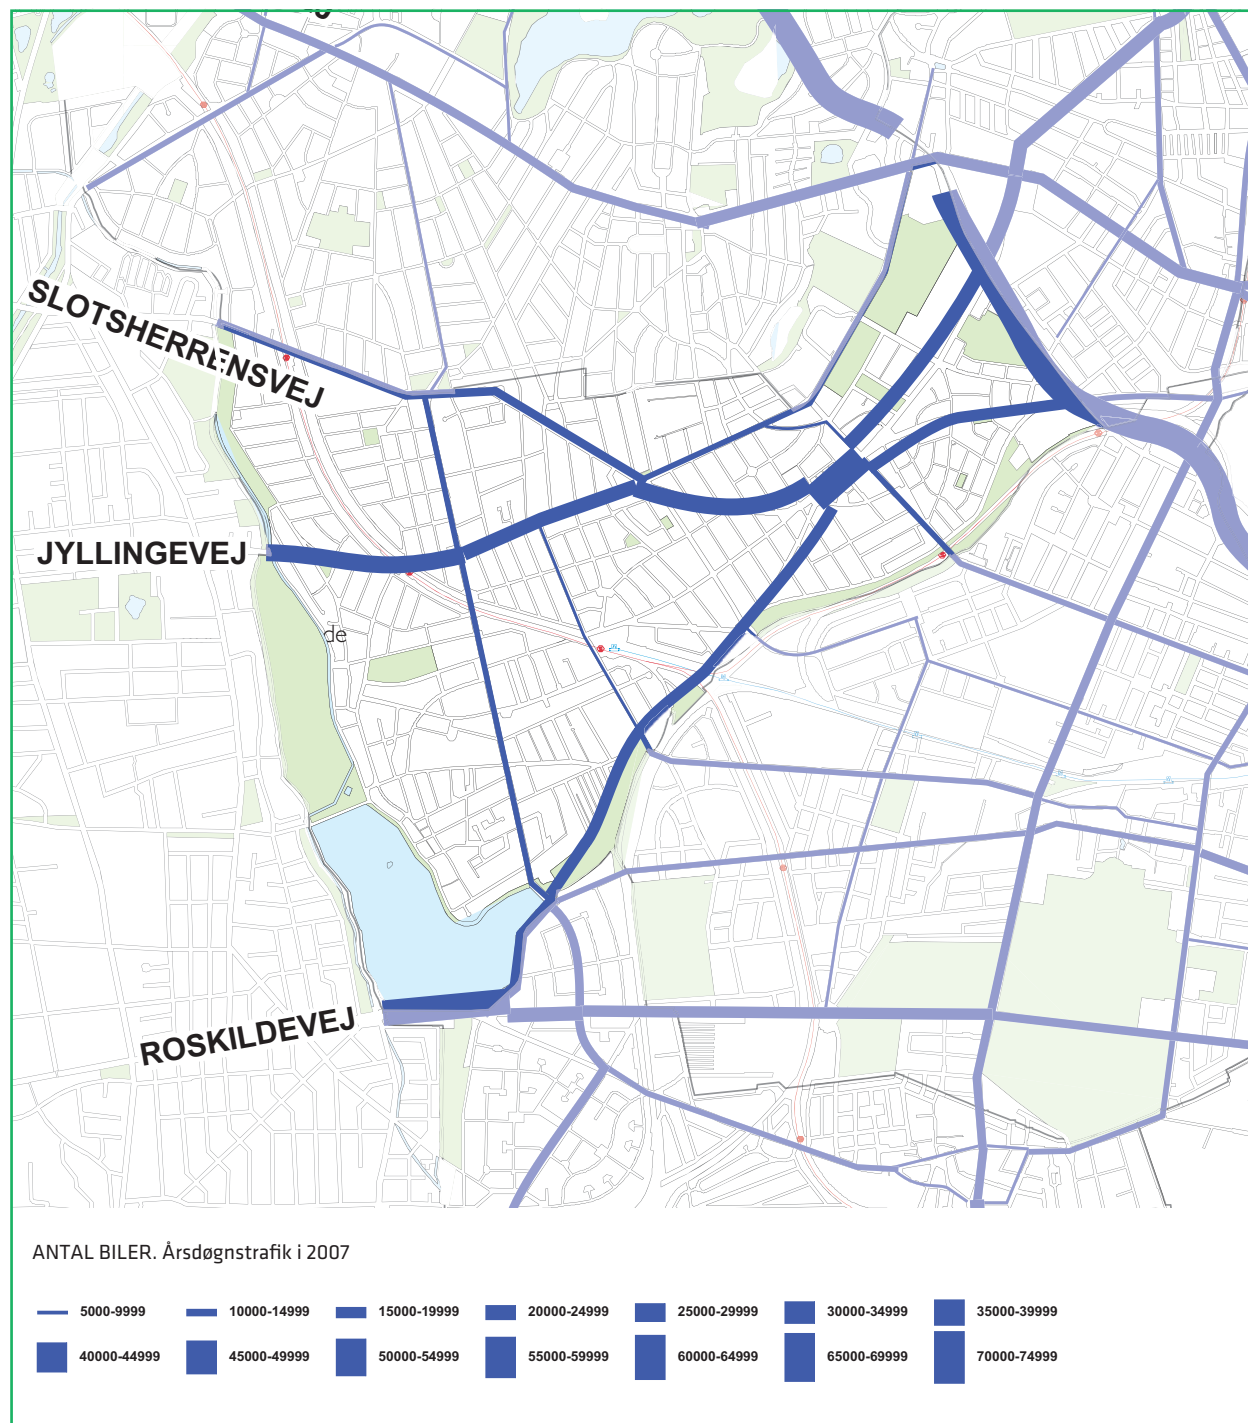 SLOTSHERRENSVEJ
JYLLINGEVEJ
de
ROSKILDEVEJ
ANTAL BILER. Årsdøgnstrafik i 2007
5000-9999 10000-14999 15000-19999 20000-24999 25000-29999 30000-34999 35000-39999
40000-44999 45000-49999 50000-54999 55000-59999 60000-64999 65000-69999 70000-74999